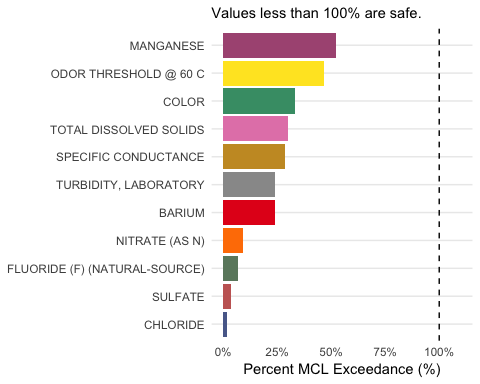 Values less than 100% are safe.
MANGANESE
ODOR THRESHOLD @ 60 C
COLOR
TOTAL DISSOLVED SOLIDS
SPECIFIC CONDUCTANCE
TURBIDITY, LABORATORY
BARIUM
NITRATE (AS N)
FLUORIDE (F) (NATURAL-SOURCE)
SULFATE
CHLORIDE
0% 25% 50% 75% 100%
Percent MCL Exceedance (%)